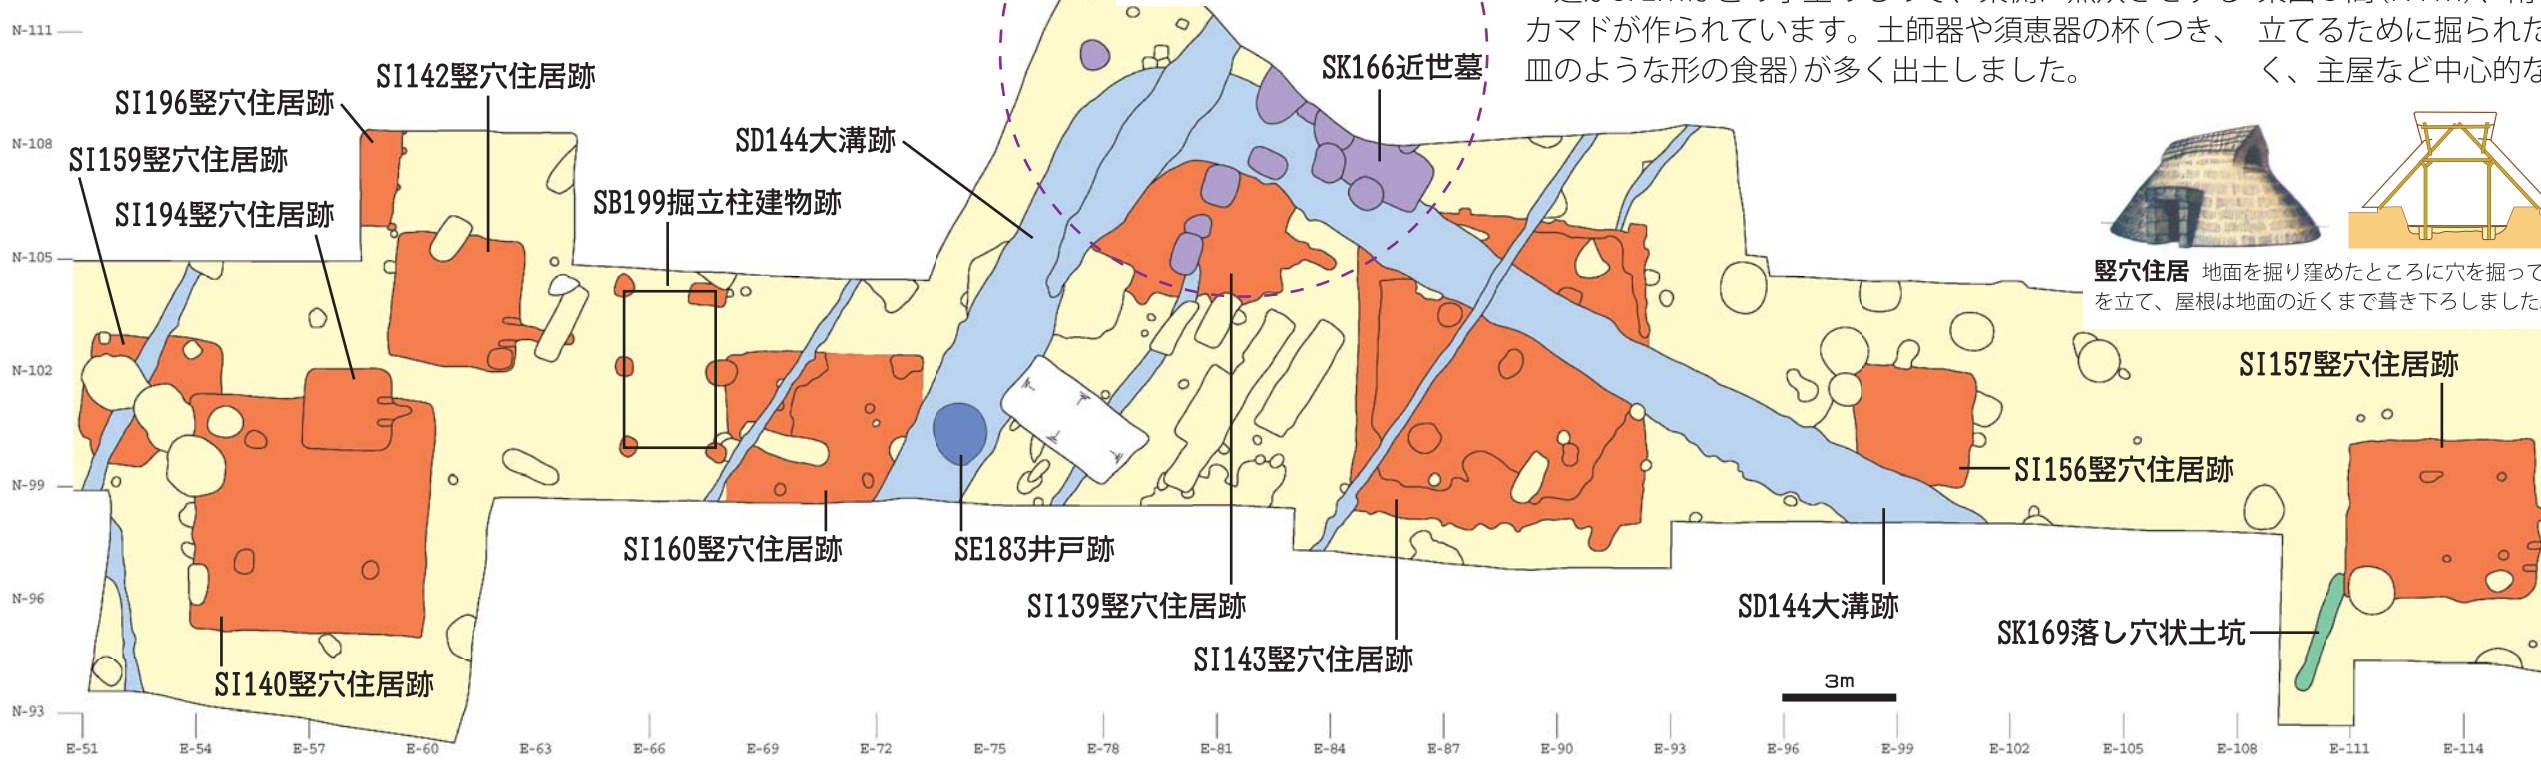 カマドが作られています。土師器や須恵器の杯(つき、
皿のような形の食器)が多く出土しました。
立てるために掘られた
く、主屋など中心的な
N-111
N-108
N-105
N-102
N-99
N-96
N-93
SI196竪穴住居跡
SI142竪穴住居跡
SI159竪穴住居跡
SI194竪穴住居跡
SB199掘立柱建物跡
SD144大溝跡
SK166近世墓
竪穴住居 地面を掘り窪めたところに穴を掘って
を立て、屋根は地面の近くまで葺き下ろしました
SI157竪穴住居跡
SI156竪穴住居跡
SI160竪穴住居跡
SE183井戸跡
SI139竪穴住居跡
SI143竪穴住居跡
SD144大溝跡
SK169落し穴状土坑
SI140竪穴住居跡
3m
E-51
E-54
E-57
E-60
E-63
E-66
E-69
E-72
E-75
E-78
E-81
E-84
E-87
E-90
E-93
E-96
E-99
E-102
E-105
E-108
E-111
E-114